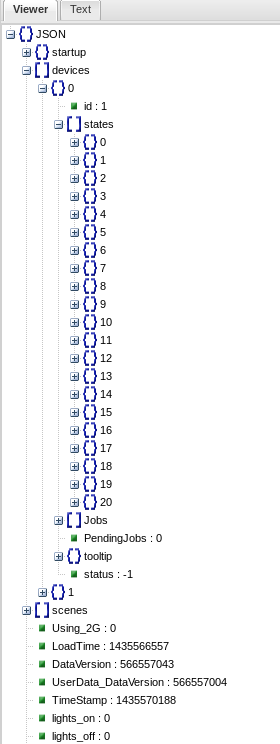 Viewer Text
JSON
startup
devices
0
id : 1
states
0
1
2
3
4
5
6
7
8
9
10
11
12
13
14
15
16
17
18
19
20
Jobs
PendingJobs : 0
tooltip
status : -1
1
scenes
Using_2G : 0
LoadTime : 1435566557
DataVersion : 566557043
UserData_DataVersion : 566557004
TimeStamp : 1435570188
lights_on : 0
lights_off : 0